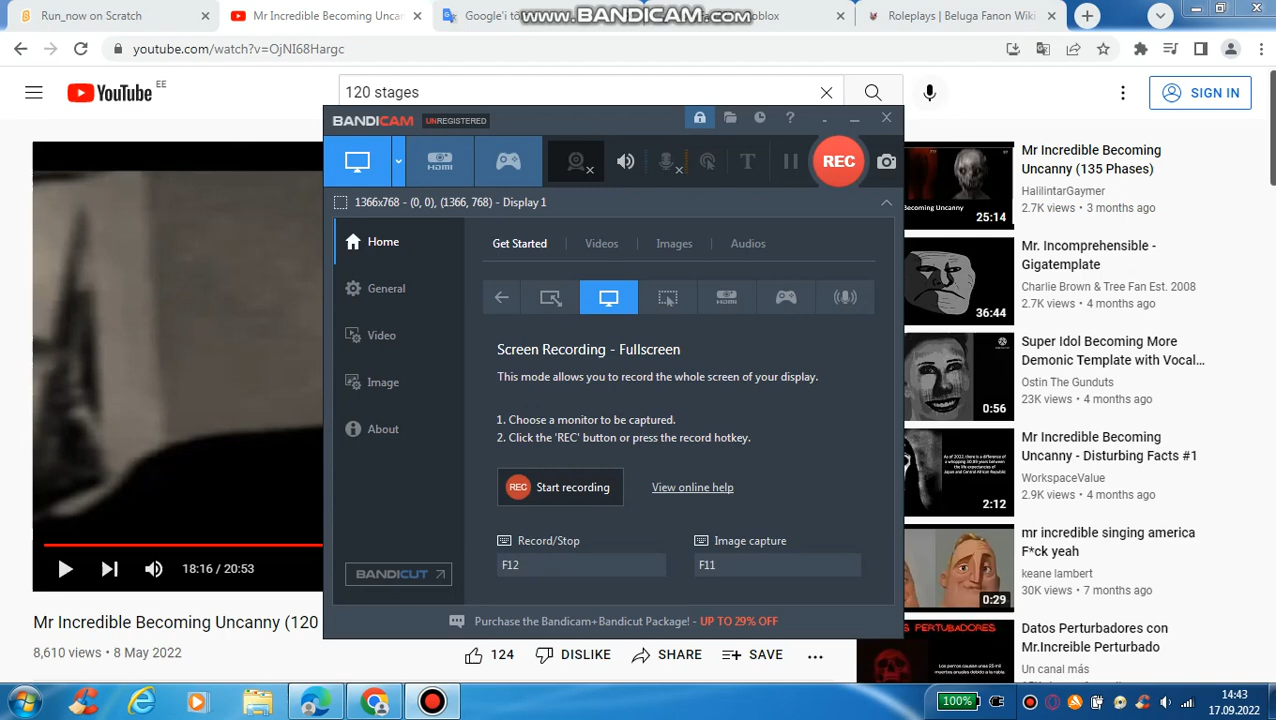 Run_now - Search
Mr Incredible Becoming Uncanny
GoogleFi
www.BANDICAM.com
Roleplays | Beluga Fanon Wiki
youtube.com/watch?v=OjNI68Hargc
YouTube
EE
120 stages
SIGN IN
BANDICAM
UNREGISTERED
REC
1366x768 - (0, 0), (1366, 768) - Display 1
Home
General
Video
Image
About
BANDICUT
Get Started
Videos
Images
Audios
Screen Recording - Fullscreen
This mode allows you to record the whole screen of your display.
1. Choose a monitor to be captured.
2. Click the 'REC' button or press the record hotkey.
Start recording
View online help
Record/Stop
F12
Image capture
F11
Purchase the Bandicam+Bandicut Package! - UP TO 29% OFF
18:16 / 20:53
Mr Incredible Becoming Uncanny (120
8,610 views • 8 May 2022
124
DISLIKE
SHARE
SAVE
Becoming Uncanny
25:14
Mr Incredible Becoming
Uncanny (135 Phases)
HalilintarGaymer
2.7K views • 3 months ago
36:44
Mr. Incomprehensible -
Gigatemplate
Charlie Brown & Tree Fan Est. 2008
2.7K views • 4 months ago
0:56
Super Idol Becoming More
Demonic Template with Vocal...
Ostin The Gunduts
23K views • 4 months ago
2:12
Mr Incredible Becoming
Uncanny - Disturbing Facts #1
WorkspaceValue
2.9K views • 4 months ago
0:29
mr incredible singing america
F*ck yeah
keane lambert
30K views • 7 months ago
PERTUBADORES
Datos Perturbadores con
Mr.Increible Perturbado
Un canal más
100%
14:43
17.09.2022